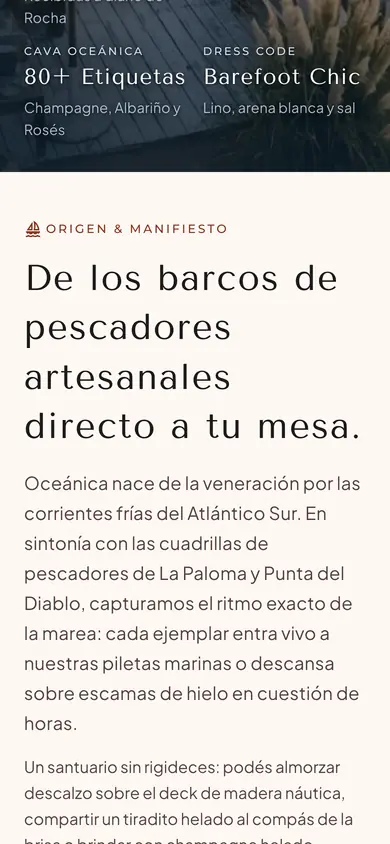 Rocha
CAVA OCEÁNICA
80+ Etiquetas
Champagne, Albariño y
Rosés
DRESS CODE
Barefoot Chic
Lino, arena blanca y sal
ORIGEN & MANIFIESTO
De los barcos de
pescadores
artesanales
directo a tu mesa.
Oceánica nace de la veneración por las
corrientes frías del Atlántico Sur. En
sintonía con las cuadrillas de
pescadores de La Paloma y Punta del
Diablo, capturamos el ritmo exacto de
la marea: cada ejemplar entra vivo a
nuestras piletas marinas o descansa
sobre escamas de hielo en cuestión de
horas.
Un santuario sin rigideces: podés almorzar
descalzo sobre el deck de madera náutica,
compartir un tiradito helado al compás de la
brisa o brindar con champagne helado